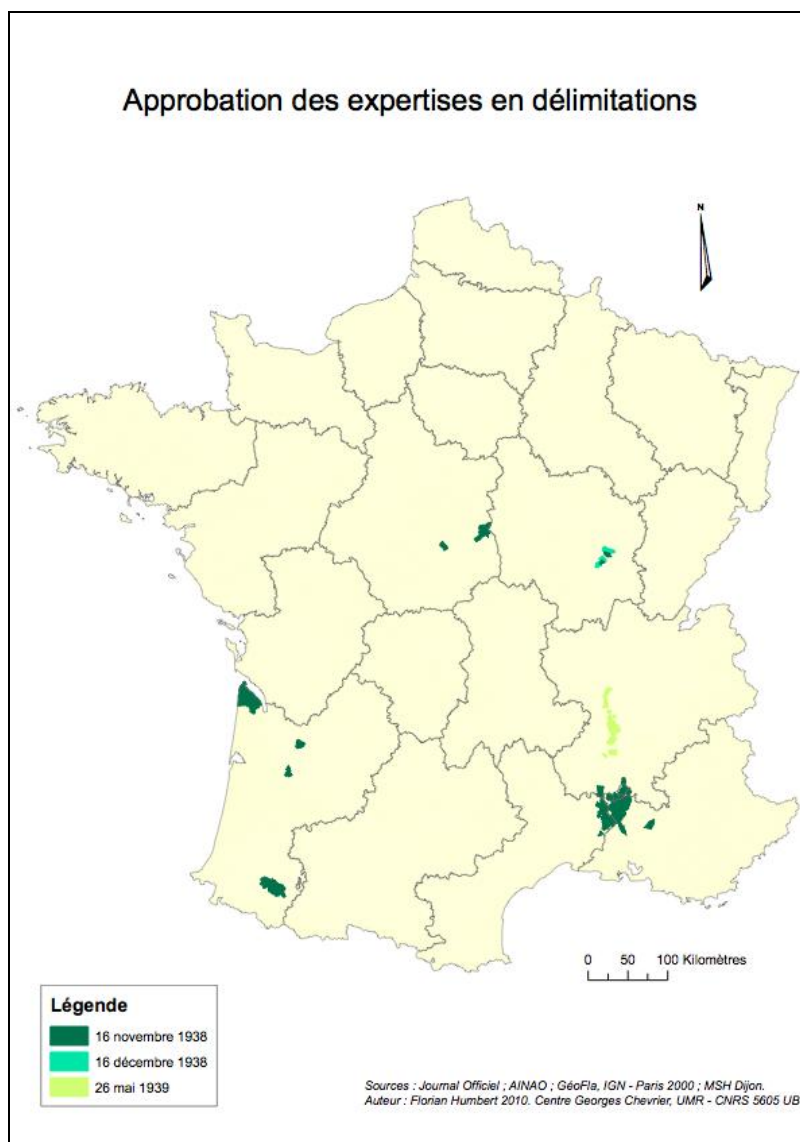 Approbation des expertises en délimitations
N
0 50 100 Kilomètres
Légende
16 novembre 1938
16 décembre 1938
26 mai 1939
Sources : Journal Officiel ; AINAO ; GéoFla, IGN - Paris 2000 ; MSH Dijon.
Auteur : Florian Humbert 2010. Centre Georges Chevrier, UMR - CNRS 5605 UB